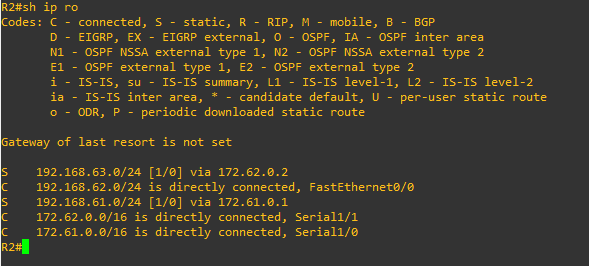 R2#sh ip ro
Codes: C - connected, S - static, R - RIP, M - mobile, B - BGP
       D - EIGRP, EX - EIGRP external, O - OSPF, IA - OSPF inter area
       N1 - OSPF NSSA external type 1, N2 - OSPF NSSA external type 2
       E1 - OSPF external type 1, E2 - OSPF external type 2
       i - IS-IS, su - IS-IS summary, L1 - IS-IS level-1, L2 - IS-IS level-2
       ia - IS-IS inter area, * - candidate default, U - per-user static route
       o - ODR, P - periodic downloaded static route
Gateway of last resort is not set
S    192.168.63.0/24 [1/0] via 172.62.0.2
C    192.168.62.0/24 is directly connected, FastEthernet0/0
S    192.168.61.0/24 [1/0] via 172.61.0.1
C    172.62.0.0/16 is directly connected, Serial1/1
C    172.61.0.0/16 is directly connected, Serial1/0
R2#